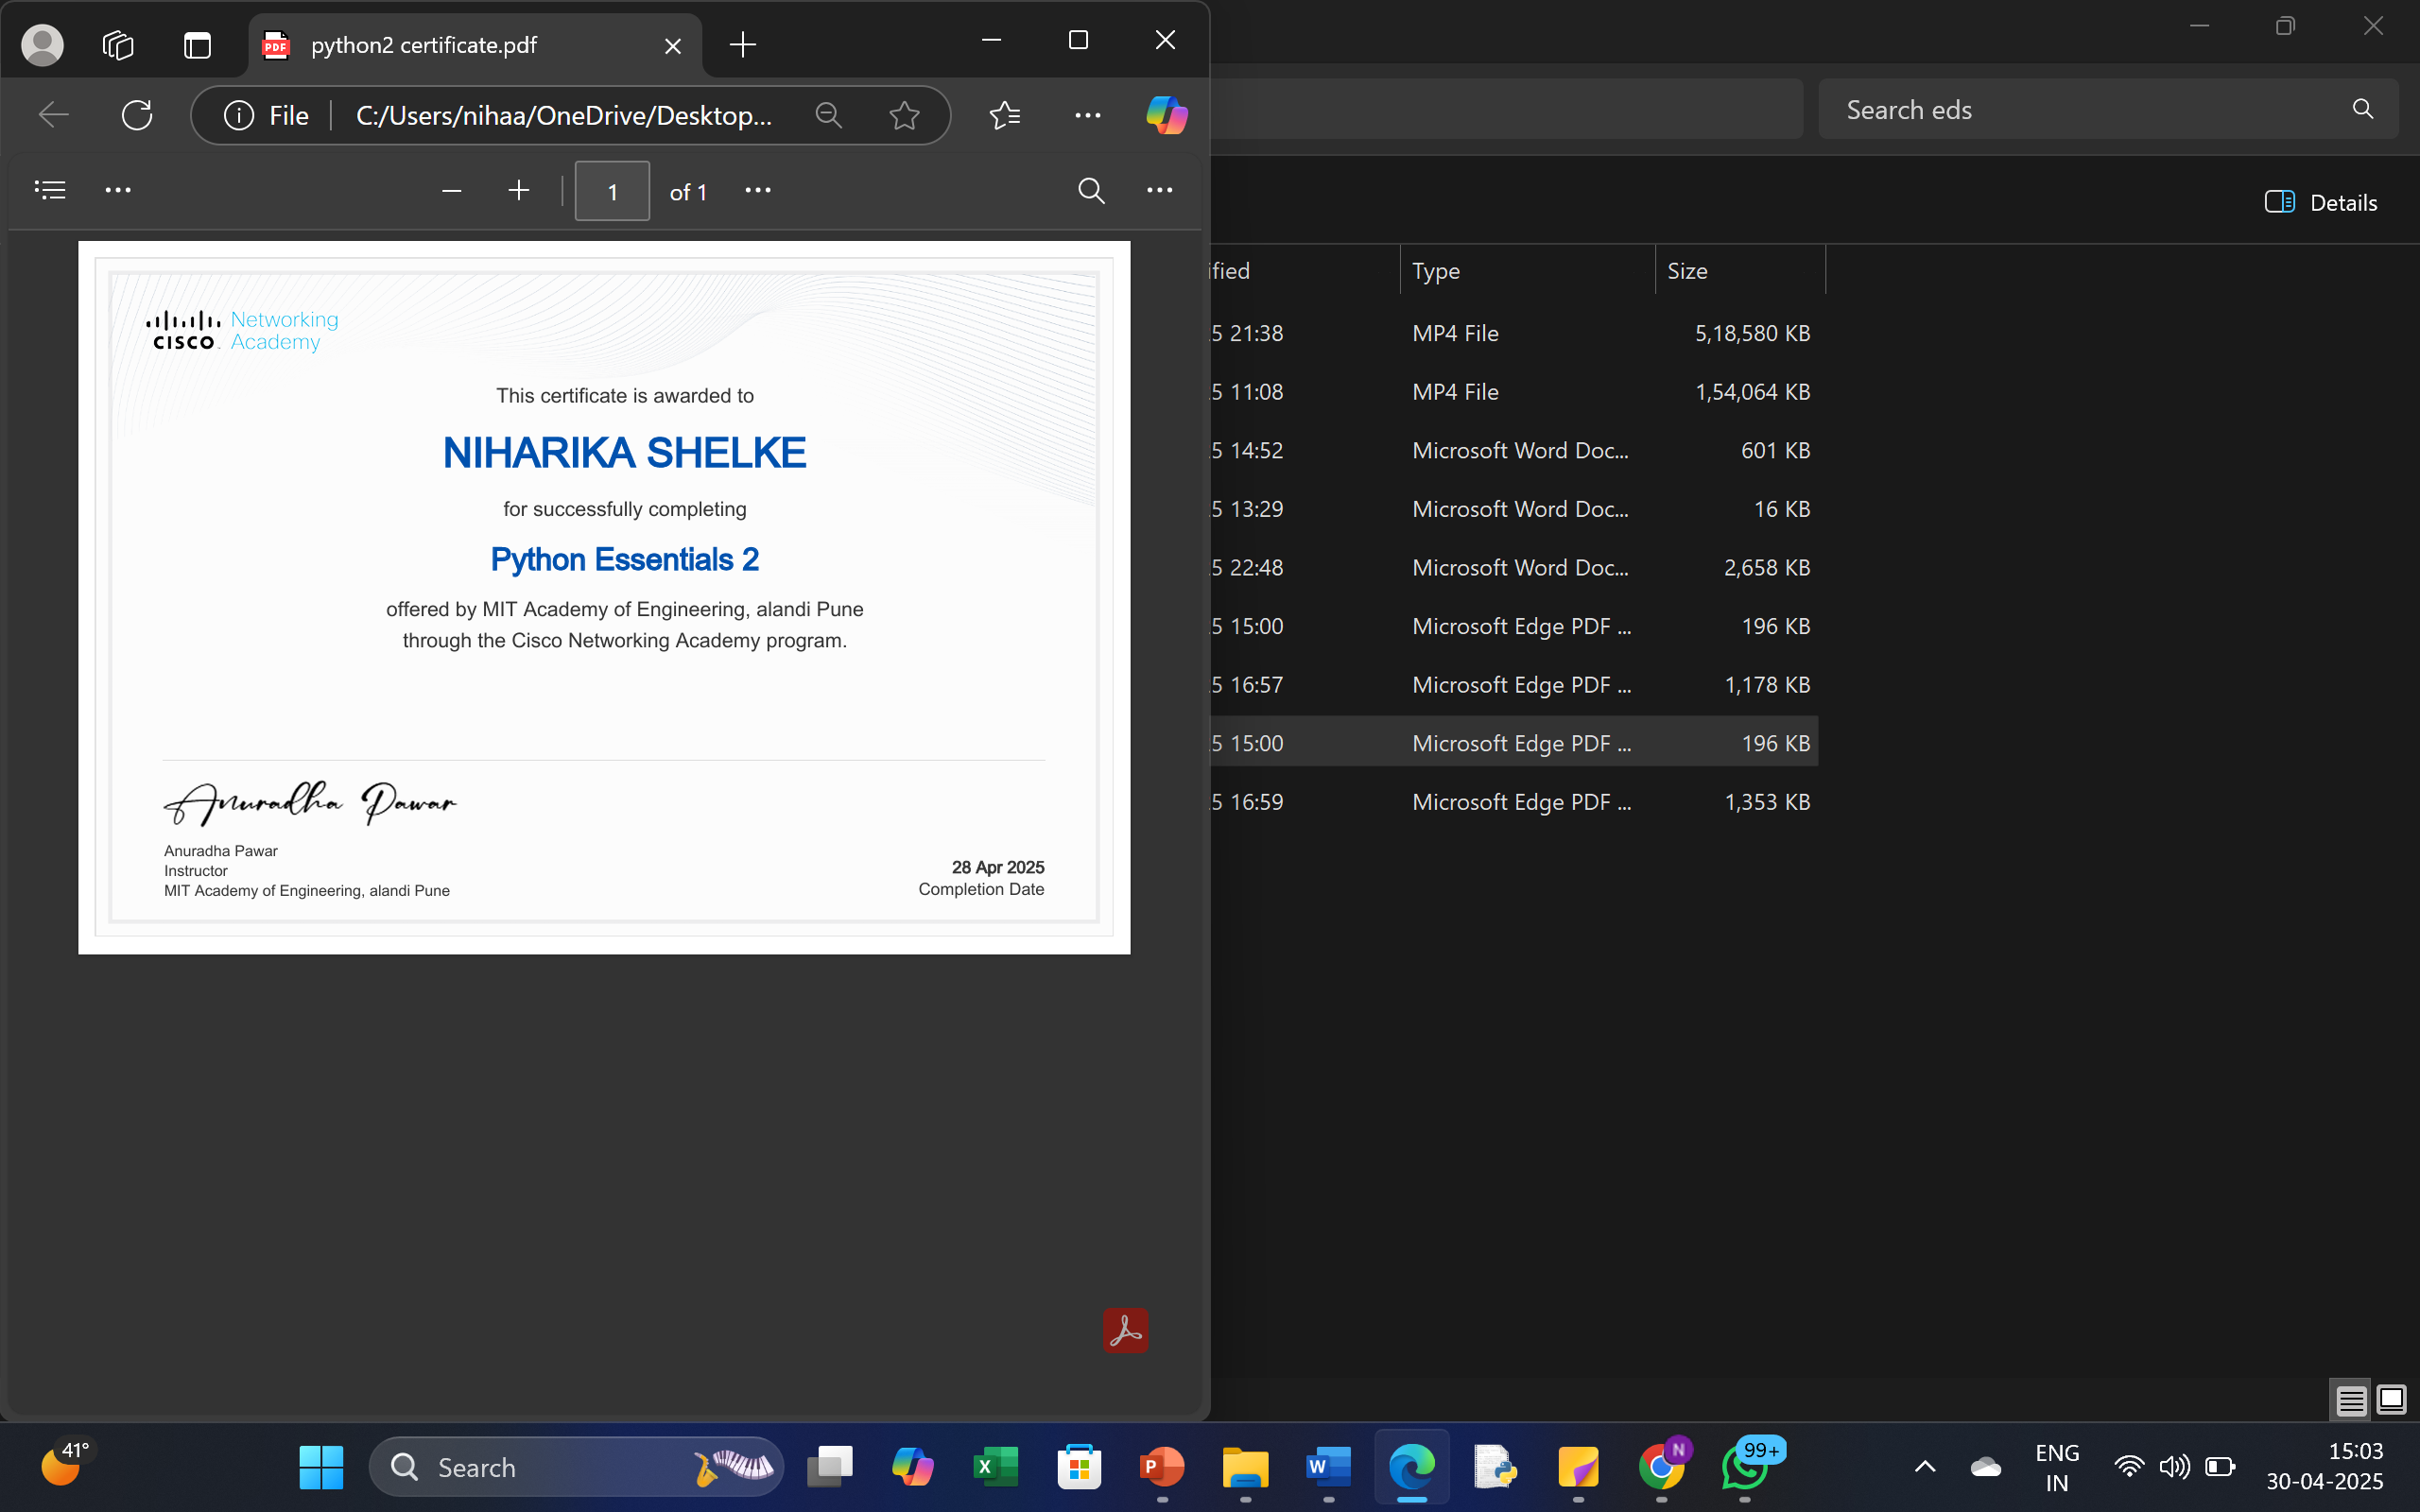 python2 certificate.pdf
File
C:/Users/nihaa/OneDrive/Desktop...
1 of 1
CISCO Networking Academy
This certificate is awarded to
NIHARIKA SHELKE
for successfully completing
Python Essentials 2
offered by MIT Academy of Engineering, alandi Pune
through the Cisco Networking Academy program.
Anuradha Pawar
Anuradha Pawar
Instructor
MIT Academy of Engineering, alandi Pune
28 Apr 2025
Completion Date
Search eds
Details
ified Type Size
5 21:38 MP4 File 5,18,580 KB
5 11:08 MP4 File 1,54,064 KB
5 14:52 Microsoft Word Doc... 601 KB
5 13:29 Microsoft Word Doc... 16 KB
5 22:48 Microsoft Word Doc... 2,658 KB
5 15:00 Microsoft Edge PDF ... 196 KB
5 16:57 Microsoft Edge PDF ... 1,178 KB
5 15:00 Microsoft Edge PDF ... 196 KB
5 16:59 Microsoft Edge PDF ... 1,353 KB
41°
Search
99+
ENG
IN
15:03
30-04-2025